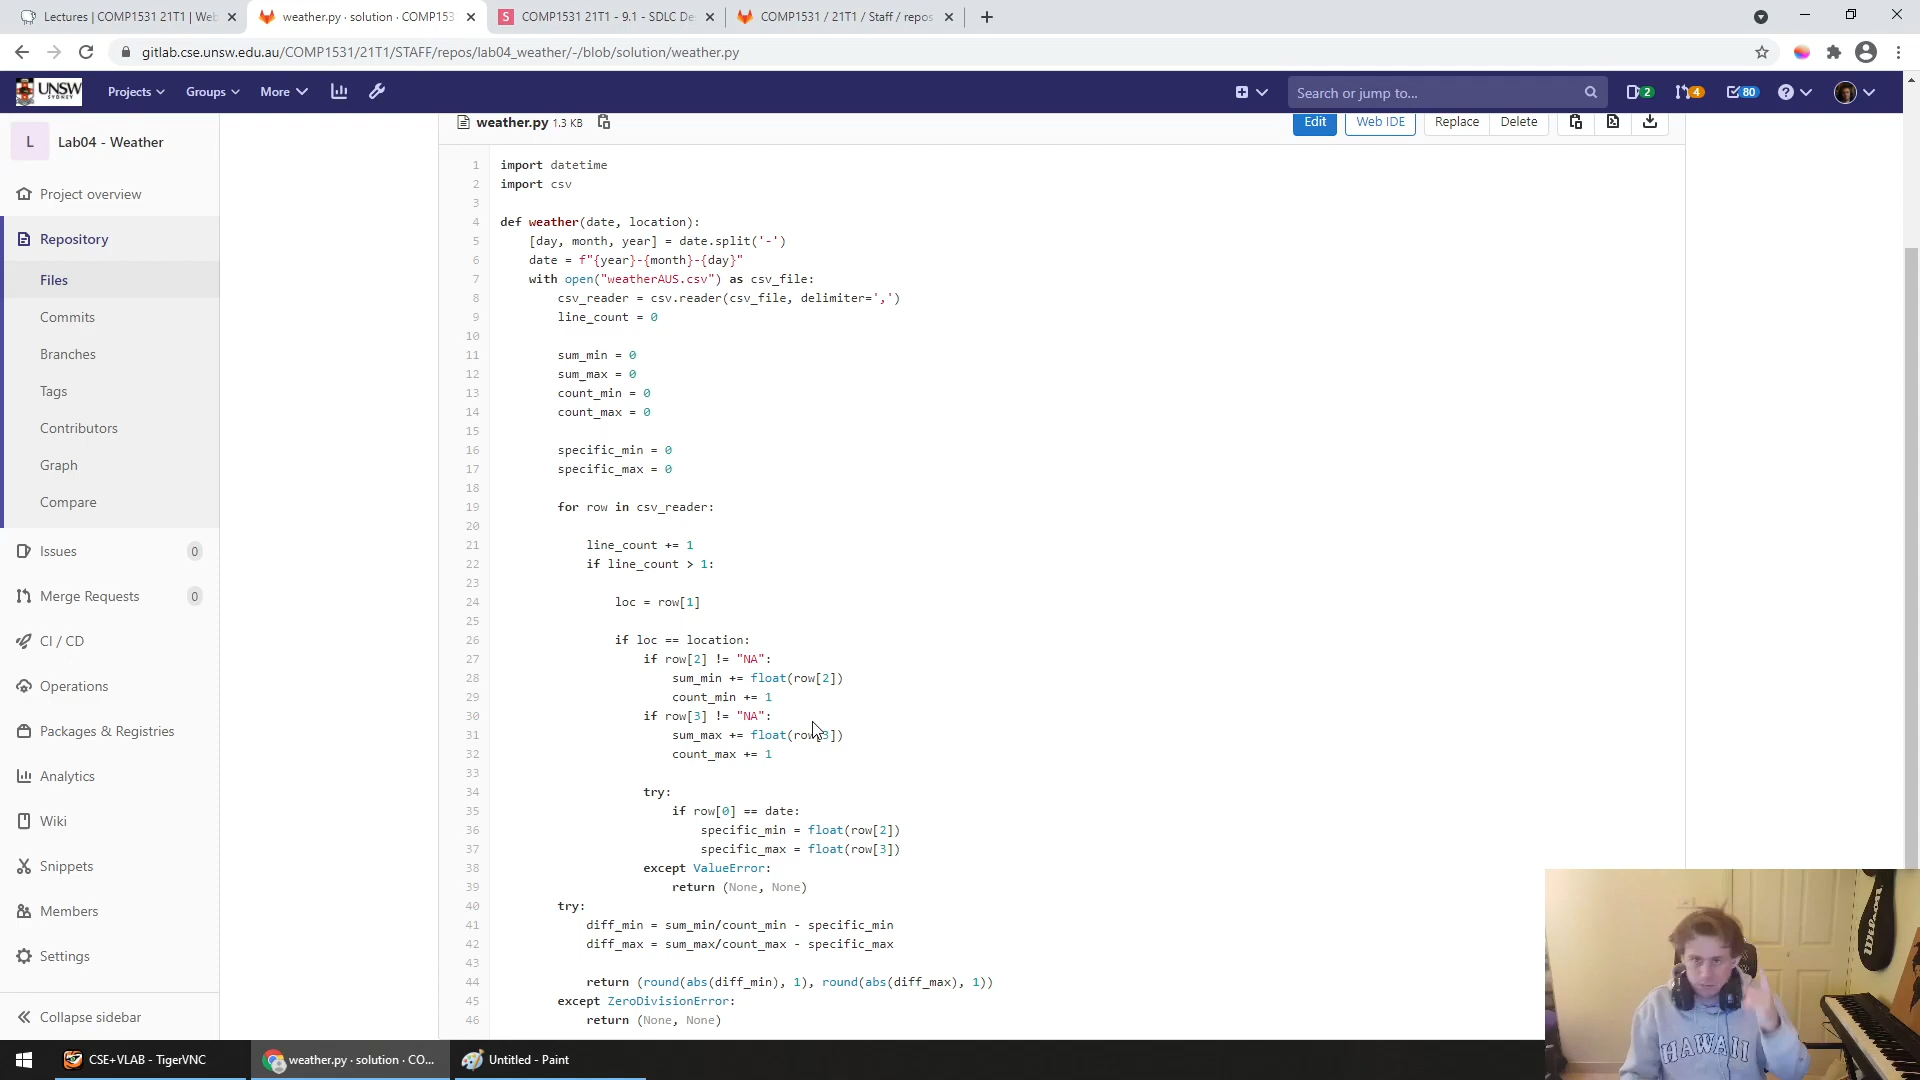 Lectures | COMP1531 21T1 | Web
weather.py · solution · COMP153
COMP1531 21T1 - 9.1 - SDLC De
COMP1531 / 21T1 / Staff / repos
gitlab.cse.unsw.edu.au/COMP1531/21T1/STAFF/repos/lab04_weather/-/blob/solution/weather.py
UNSW
SYDNEY
Projects
Groups
More
Search or jump to...
2
4
80
L
Lab04 - Weather
Project overview
Repository
Files
Commits
Branches
Tags
Contributors
Graph
Compare
Issues
0
Merge Requests
0
CI / CD
Operations
Packages & Registries
Analytics
Wiki
Snippets
Members
Settings
Collapse sidebar
weather.py 1.3 KB
Edit
Web IDE
Replace
Delete
1 import datetime
2 import csv
3
4 def weather(date, location):
5 [day, month, year] = date.split('-')
6 date = f"{year}-{month}-{day}"
7 with open("weatherAUS.csv") as csv_file:
8 csv_reader = csv.reader(csv_file, delimiter=',')
9 line_count = 0
10
11 sum_min = 0
12 sum_max = 0
13 count_min = 0
14 count_max = 0
15
16 specific_min = 0
17 specific_max = 0
18
19 for row in csv_reader:
20
21 line_count += 1
22 if line_count > 1:
23
24 loc = row[1]
25
26 if loc == location:
27 if row[2] != "NA":
28 sum_min += float(row[2])
29 count_min += 1
30 if row[3] != "NA":
31 sum_max += float(row[3])
32 count_max += 1
33
34 try:
35 if row[0] == date:
36 specific_min = float(row[2])
37 specific_max = float(row[3])
38 except ValueError:
39 return (None, None)
40 try:
41 diff_min = sum_min/count_min - specific_min
42 diff_max = sum_max/count_max - specific_max
43
44 return (round(abs(diff_min), 1), round(abs(diff_max), 1))
45 except ZeroDivisionError:
46 return (None, None)
Wilson
HAWAII
CSE+VLAB - TigerVNC
weather.py · solution · CO...
Untitled - Paint